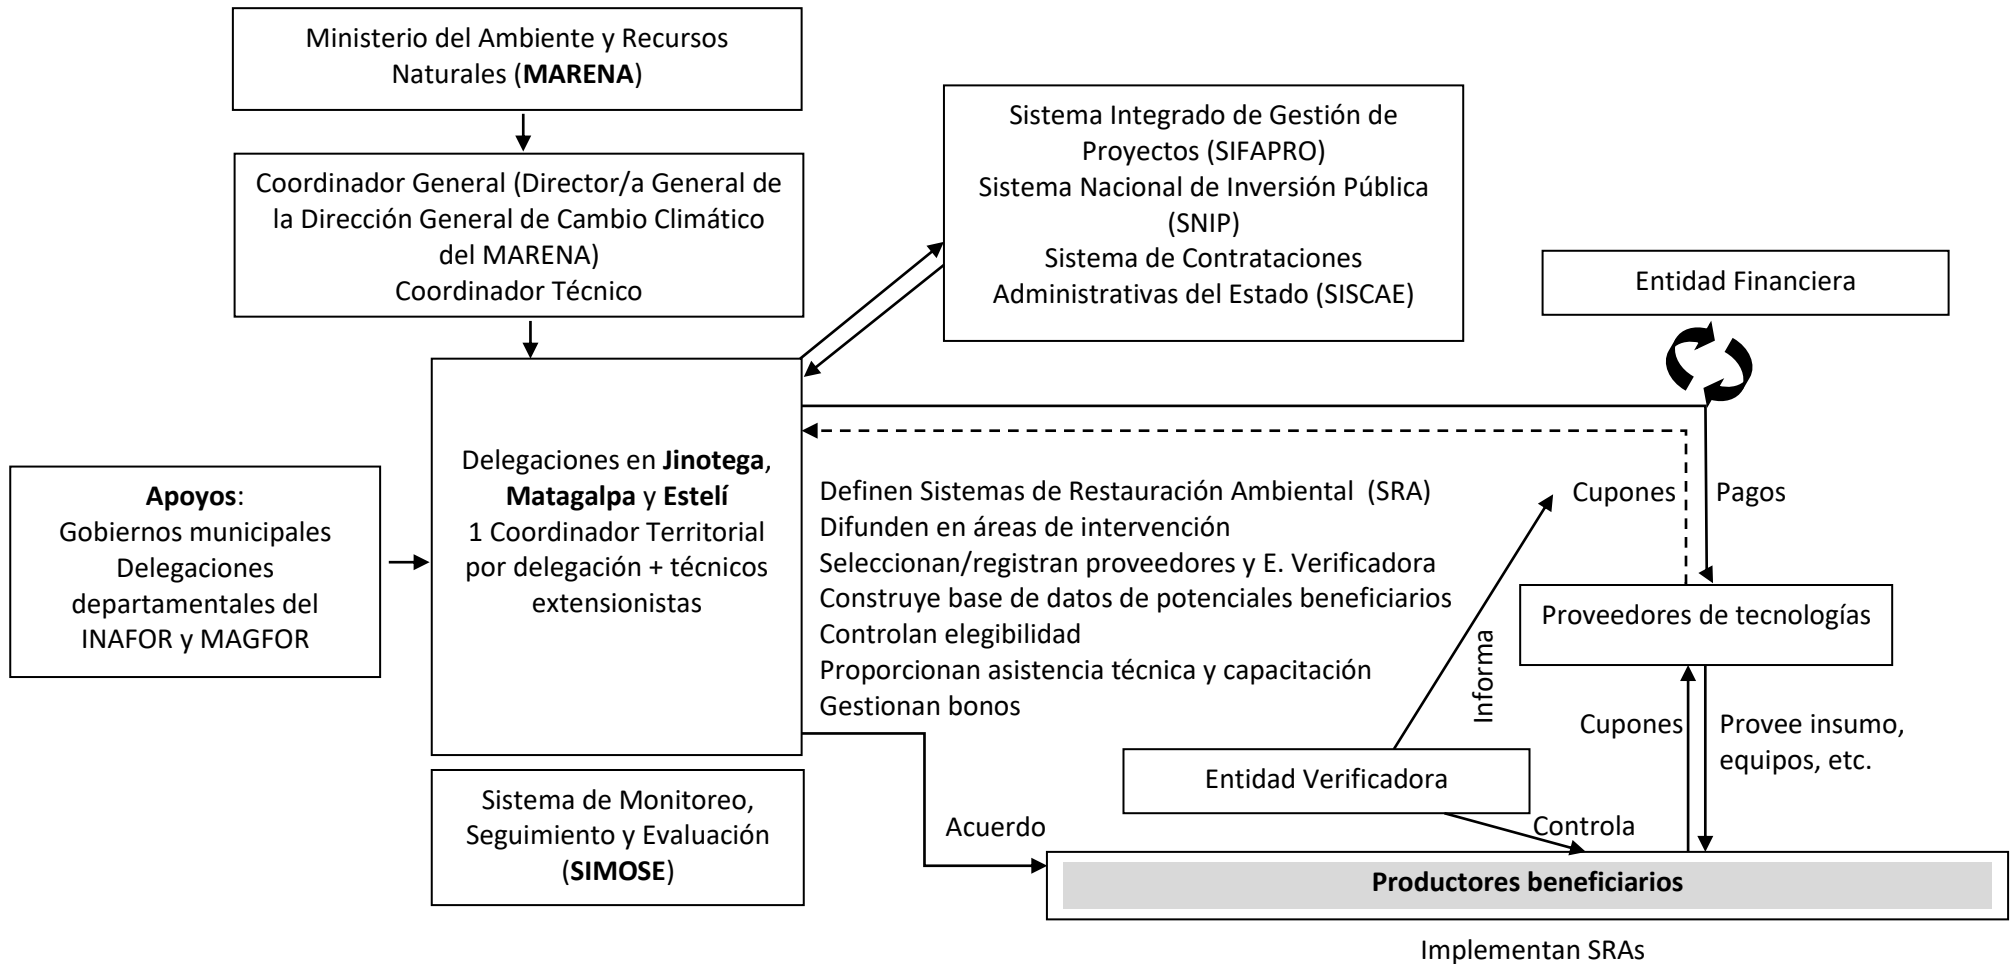 Ministerio del Ambiente y Recursos
Naturales (MARENA)
Coordinador General (Director/a General de
la Dirección General de Cambio Climático
del MARENA)
Coordinador Técnico
Sistema Integrado de Gestión de
Proyectos (SIFAPRO)
Sistema Nacional de Inversión Pública
(SNIP)
Sistema de Contrataciones
Administrativas del Estado (SISCAE)
Entidad Financiera
Apoyos:
Gobiernos municipales
Delegaciones
departamentales del
INAFOR y MAGFOR
Delegaciones en Jinotega,
Matagalpa y Estelí
1 Coordinador Territorial
por delegación + técnicos
extensionistas
Definen Sistemas de Restauración Ambiental (SRA)
Difunden en áreas de intervención
Seleccionan/registran proveedores y E. Verificadora
Construye base de datos de potenciales beneficiarios
Controlan elegibilidad
Proporcionan asistencia técnica y capacitación
Gestionan bonos
Cupones
Pagos
Proveedores de tecnologías
Informa
Cupones
Provee insumo,
equipos, etc.
Entidad Verificadora
Sistema de Monitoreo,
Seguimiento y Evaluación
(SIMOSE)
Acuerdo
Controla
Productores beneficiarios
Implementan SRAs